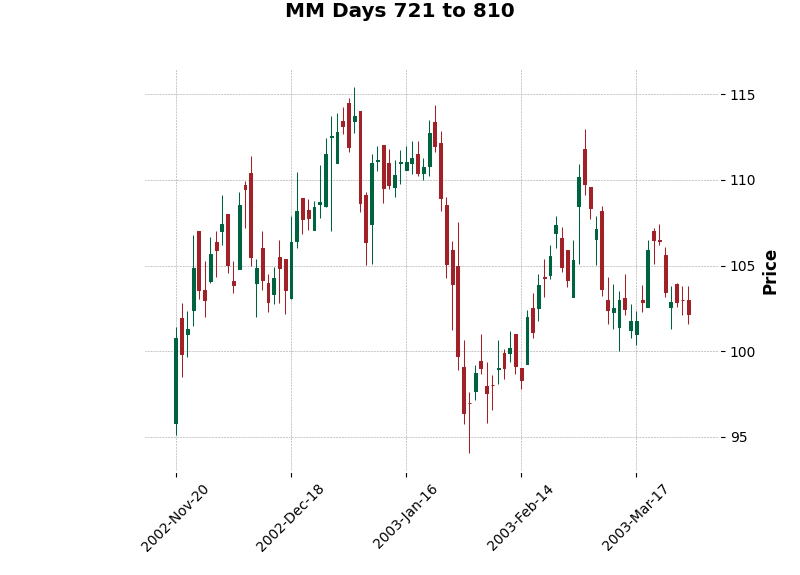 MM Days 721 to 810
115
110
105
100
95
Price
2002-Nov-20
2002-Dec-18
2003-Jan-16
2003-Feb-14
2003-Mar-17